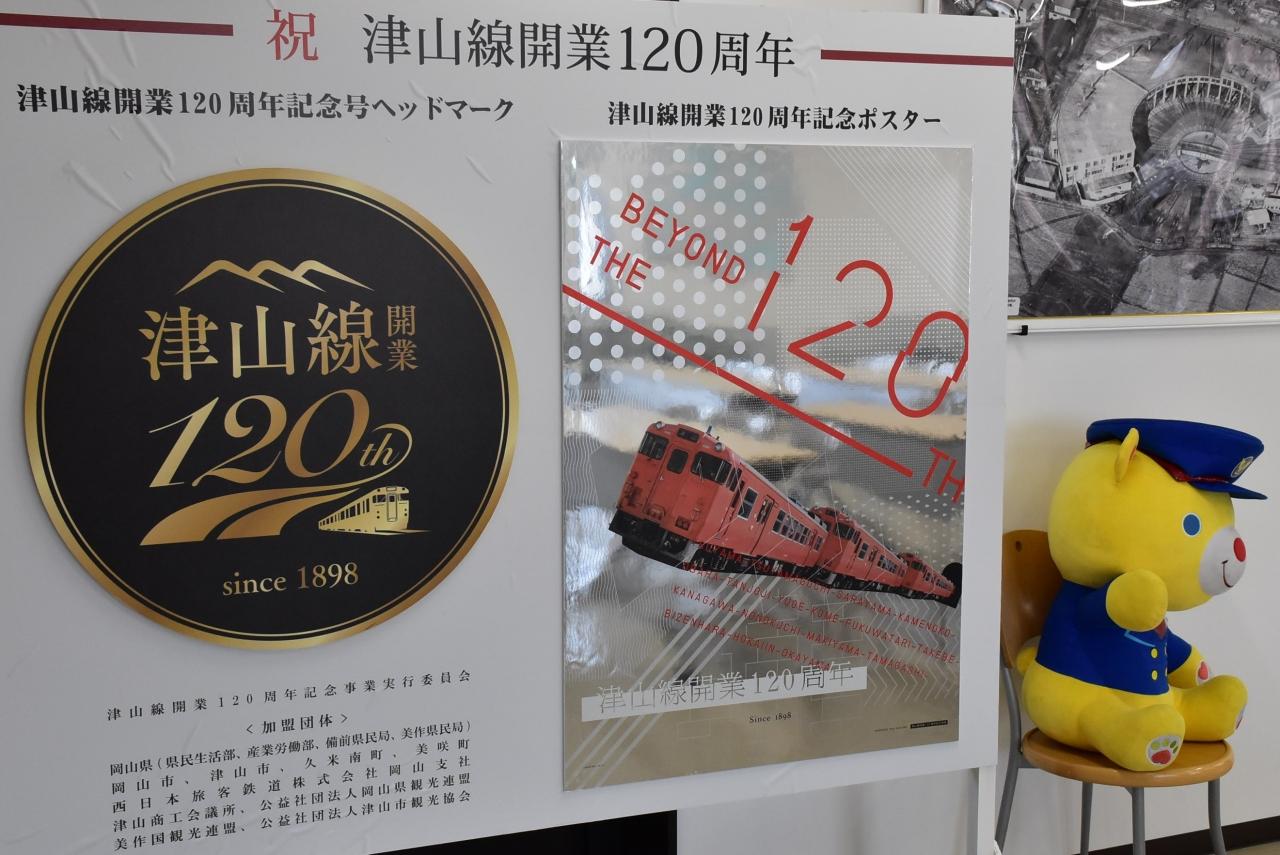 祝 津山線開業120周年
津山線開業120周年記念号ヘッドマーク
津山線開業120周年記念ポスター
津山線開業
120th
since 1898
BEYOND
THE
120
TH
KANAGAWA-NONOKUCHI-MAKIYAMA-TAMAGASHI-
BIZENHARA-HOKAIIN-OKAYAMA
津山線開業120周年
Since 1898
津山線開業120周年記念事業実行委員会
<加盟団体>
岡山県(県民生活部、産業労働部、備前県民局、美作県民局)
岡山市、津山市、久米南町、美咲町
西日本旅客鉄道株式会社岡山支社
津山商工会議所、公益社団法人岡山県観光連盟
美作国観光連盟、公益社団法人津山市観光協会